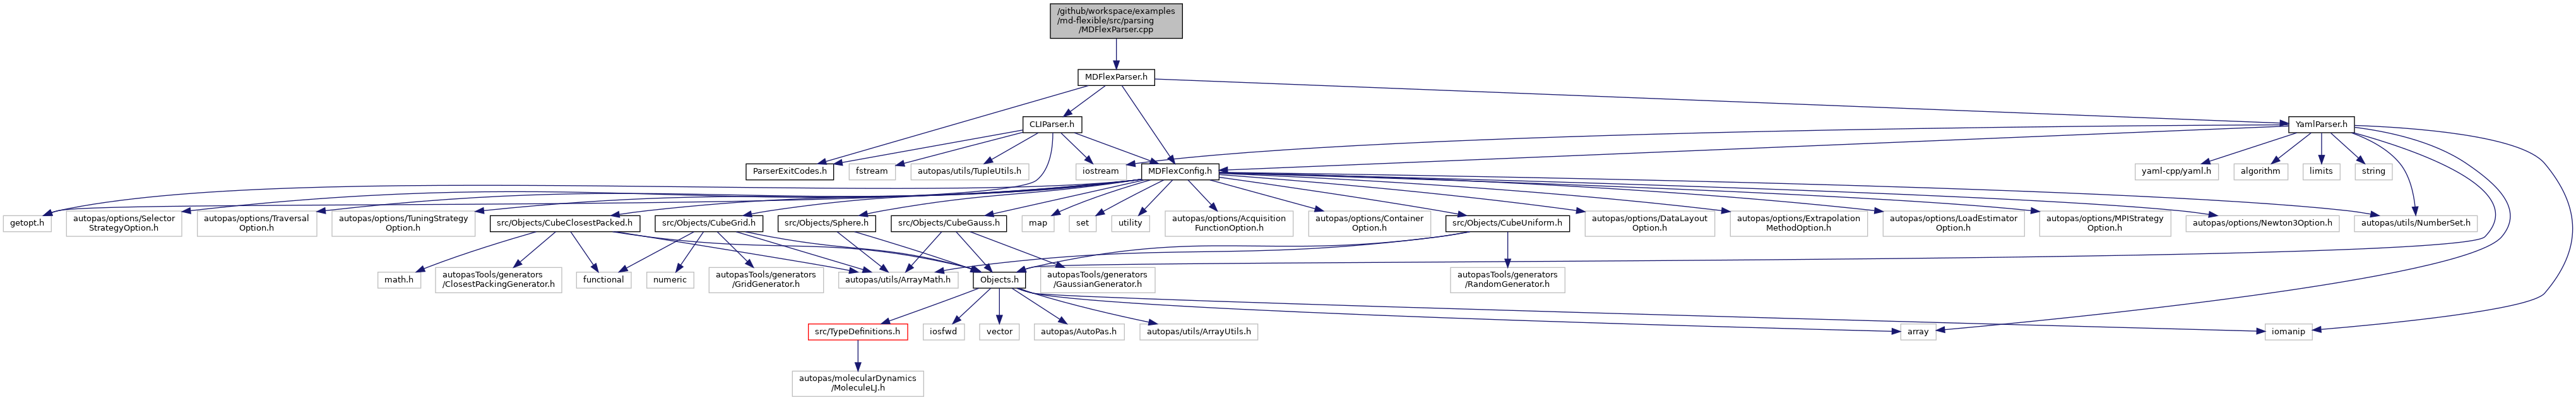 /github/workspace/examples
/md-flexible/src/parsing
/MDFlexParser.cpp
MDFlexParser.h
CLIParser.h
YamlParser.h
ParserExitCodes.h
fstream
autopas/utils/TupleUtils.h
iostream
MDFlexConfig.h
yaml-cpp/yaml.h
algorithm
limits
string
getopt.h
autopas/options/Selector
StrategyOption.h
autopas/options/Traversal
Option.h
autopas/options/TuningStrategy
Option.h
src/Objects/CubeClosestPacked.h
src/Objects/CubeGrid.h
src/Objects/Sphere.h
src/Objects/CubeGauss.h
map
set
utility
autopas/options/Acquisition
FunctionOption.h
autopas/options/Container
Option.h
src/Objects/CubeUniform.h
autopas/options/DataLayout
Option.h
autopas/options/Extrapolation
MethodOption.h
autopas/options/LoadEstimator
Option.h
autopas/options/MPIStrategy
Option.h
autopas/options/Newton3Option.h
autopas/utils/NumberSet.h
math.h
autopasTools/generators
/ClosestPackingGenerator.h
functional
numeric
autopasTools/generators
/GridGenerator.h
autopas/utils/ArrayMath.h
Objects.h
autopasTools/generators
/GaussianGenerator.h
autopasTools/generators
/RandomGenerator.h
src/TypeDefinitions.h
iosfwd
vector
autopas/AutoPas.h
autopas/utils/ArrayUtils.h
array
iomanip
autopas/molecularDynamics
/MoleculeLJ.h